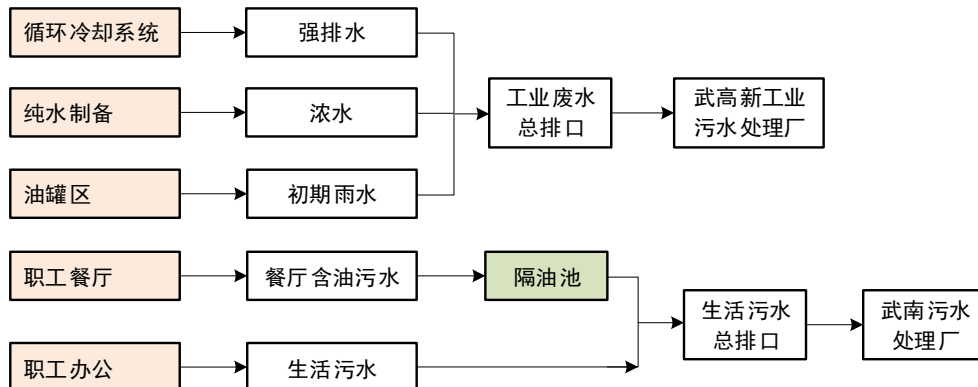 循环冷却系统
强排水
纯水制备
浓水
工业废水
总排口
武高新工业
污水处理厂
油罐区
初期雨水
职工餐厅
餐厅含油污水
隔油池
生活污水
总排口
武南污水
处理厂
职工办公
生活污水